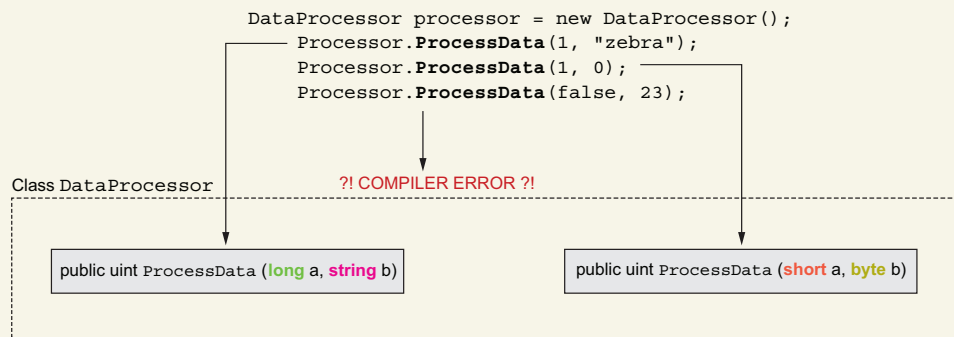 DataProcessor processor = new DataProcessor();
Processor.ProcessData(1, "zebra");
Processor.ProcessData(1, 0);
Processor.ProcessData(false, 23);
?! COMPILER ERROR ?!
Class DataProcessor
public uint ProcessData (long a, string b)
public uint ProcessData (short a, byte b)